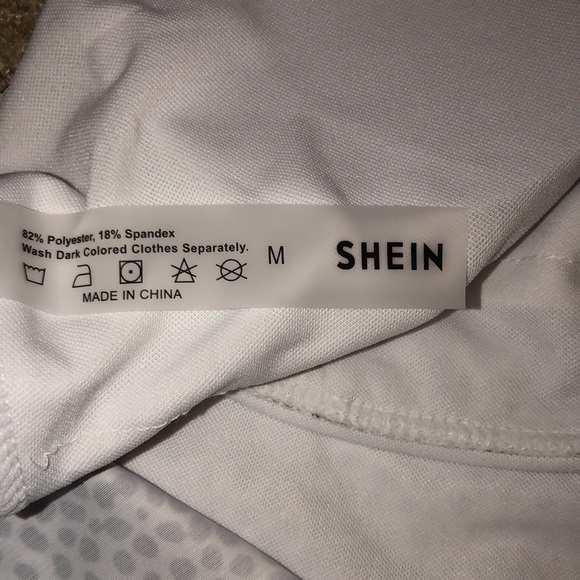 82% Polyester, 18% Spandex
Wash Dark Colored Clothes Separately.
M
SHEIN
MADE IN CHINA